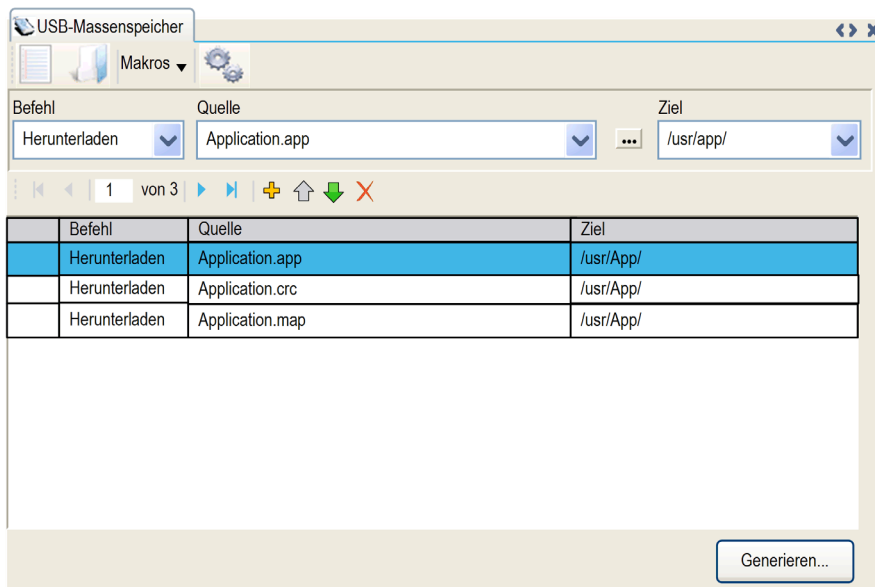 USB-Massenspeicher
Makros
Befehl Quelle Ziel
Herunterladen Application.app ... /usr/app/
1 von 3
Befehl Quelle Ziel
Herunterladen Application.app /usr/App/
Herunterladen Application.crc /usr/App/
Herunterladen Application.map /usr/App/
Generieren...